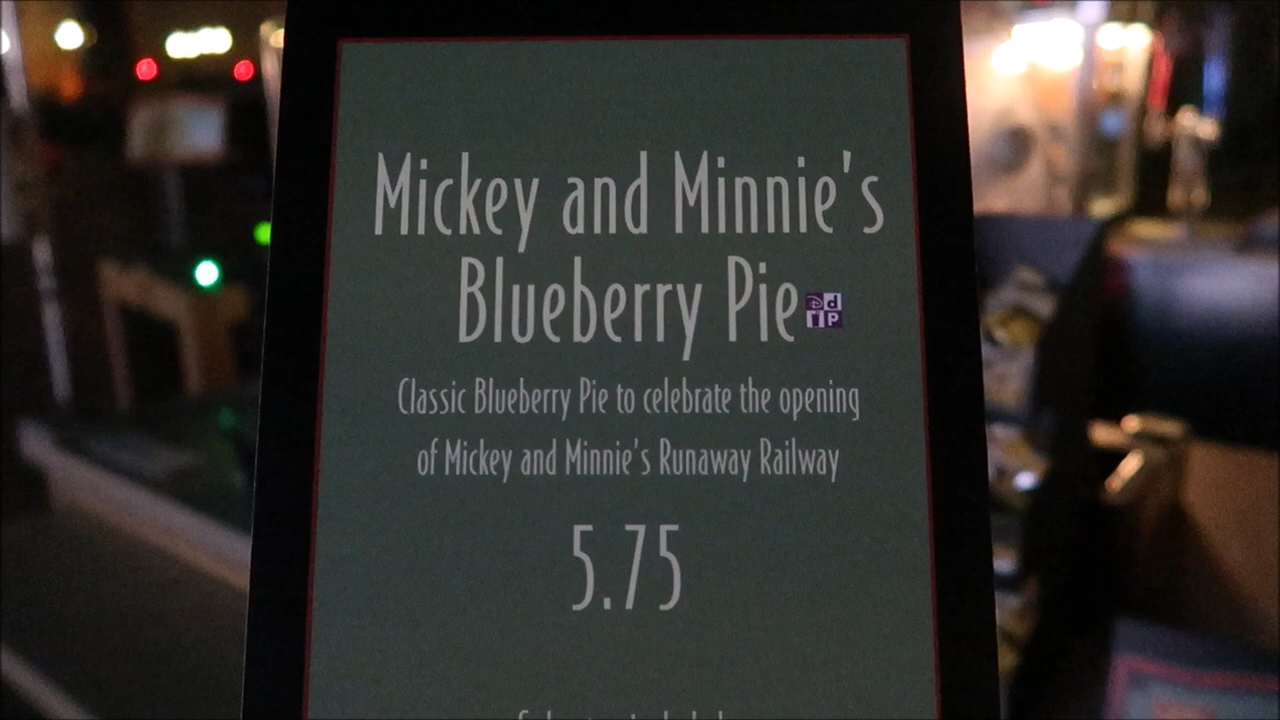 Mickey and Minnie's
Blueberry Pie
Classic Blueberry Pie to celebrate the opening
of Mickey and Minnie's Runaway Railway
5.75